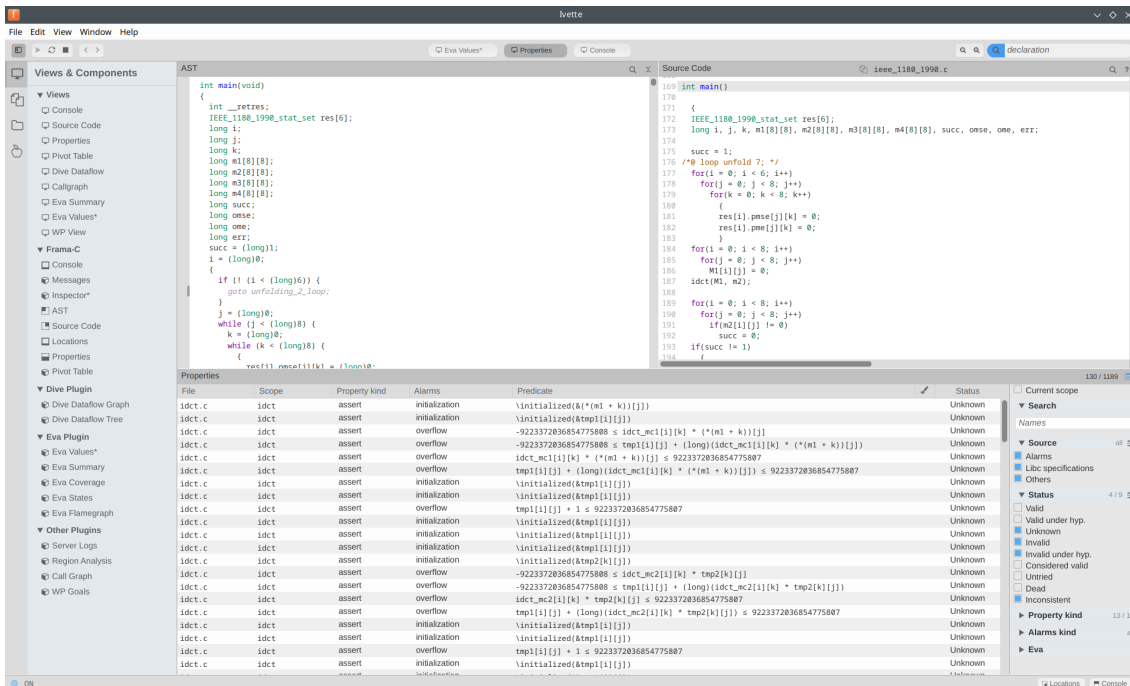 Ivette
File Edit View Window Help
Eva Values* Properties Console declaration
Views & Components
Views
Console
Source Code
Properties
Pivot Table
Dive Dataflow
Callgraph
Eva Summary
Eva Values*
WP View
Frama-C
Console
Messages
Inspector*
AST
Source Code
Locations
Properties
Pivot Table
Dive Plugin
Dive Dataflow Graph
Dive Dataflow Tree
Eva Plugin
Eva Values*
Eva Summary
Eva Coverage
Eva States
Eva Flamegraph
Other Plugins
Server Logs
Region Analysis
Call Graph
WP Goals
AST
int main(void)
{
int __retres;
IEEE_1180_1990_stat_set res[6];
long i;
long j;
long k;
long m1[8][8];
long m2[8][8];
long m3[8][8];
long m4[8][8];
long succ;
long omse;
long ome;
long err;
succ = (long)1;
i = (long)0;
{
if (! (i < (long)6)) {
goto unfolding_2_loop;
}
j = (long)0;
while (j < (long)8) {
k = (long)0;
while (k < (long)8) {
{
res[i].pmse[j][k] = (long)0;
Source Code ieee_1180_1990.c
169 int main()
170
171 {
172 IEEE_1180_1990_stat_set res[6];
173 long i, j, k, m1[8][8], m2[8][8], m3[8][8], m4[8][8], succ, omse, ome, err;
174
175 succ = 1;
176 /*@ loop unfold 7; */
177 for(i = 0; i < 6; i++)
178 for(j = 0; j < 8; j++)
179 for(k = 0; k < 8; k++)
180 {
181 res[i].pmse[j][k] = 0;
182 res[i].pme[j][k] = 0;
183 }
184 for(i = 0; i < 8; i++)
185 for(j = 0; j < 8; j++)
186 M1[i][j] = 0;
187 idct(M1, m2);
188
189 for(i = 0; i < 8; i++)
190 for(j = 0; j < 8; j++)
191 if(m2[i][j] != 0)
192 succ = 0;
193 if(succ != 1)
194 {
Properties 130 / 1189
File Scope Property kind Alarms Predicate Status
idct.c idct assert initialization \initialized(&(*(m1 + k))[j]) Unknown
idct.c idct assert initialization \initialized(&tmp1[i][j]) Unknown
idct.c idct assert overflow -9223372036854775808 ≤ idct_mc1[i][k] * (*(m1 + k))[j] Unknown
idct.c idct assert overflow -9223372036854775808 ≤ tmp1[i][j] + (long)(idct_mc1[i][k] * (*(m1 + k))[j]) Unknown
idct.c idct assert overflow idct_mc1[i][k] * (*(m1 + k))[j] ≤ 9223372036854775807 Unknown
idct.c idct assert overflow tmp1[i][j] + (long)(idct_mc1[i][k] * (*(m1 + k))[j]) ≤ 9223372036854775807 Unknown
idct.c idct assert initialization \initialized(&tmp1[i][j]) Unknown
idct.c idct assert initialization \initialized(&tmp1[i][j]) Unknown
idct.c idct assert overflow tmp1[i][j] + 1 ≤ 9223372036854775807 Unknown
idct.c idct assert initialization \initialized(&tmp1[i][j]) Unknown
idct.c idct assert initialization \initialized(&tmp1[i][j]) Unknown
idct.c idct assert initialization \initialized(&tmp1[i][j]) Unknown
idct.c idct assert initialization \initialized(&tmp2[k][j]) Unknown
idct.c idct assert overflow -9223372036854775808 ≤ idct_mc2[i][k] * tmp2[k][j] Unknown
idct.c idct assert overflow -9223372036854775808 ≤ tmp1[i][j] + (long)(idct_mc2[i][k] * tmp2[k][j]) Unknown
idct.c idct assert overflow idct_mc2[i][k] * tmp2[k][j] ≤ 9223372036854775807 Unknown
idct.c idct assert overflow tmp1[i][j] + (long)(idct_mc2[i][k] * tmp2[k][j]) ≤ 9223372036854775807 Unknown
idct.c idct assert initialization \initialized(&tmp1[i][j]) Unknown
idct.c idct assert initialization \initialized(&tmp1[i][j]) Unknown
idct.c idct assert overflow tmp1[i][j] + 1 ≤ 9223372036854775807 Unknown
idct.c idct assert initialization \initialized(&tmp1[i][j]) Unknown
Current scope
Search
Names
Source all
Alarms
Libc specifications
Others
Status 4 / 9
Valid
Valid under hyp.
Unknown
Invalid
Invalid under hyp.
Considered valid
Untried
Dead
Inconsistent
Property kind
Alarms kind
Eva
ON Locations Console